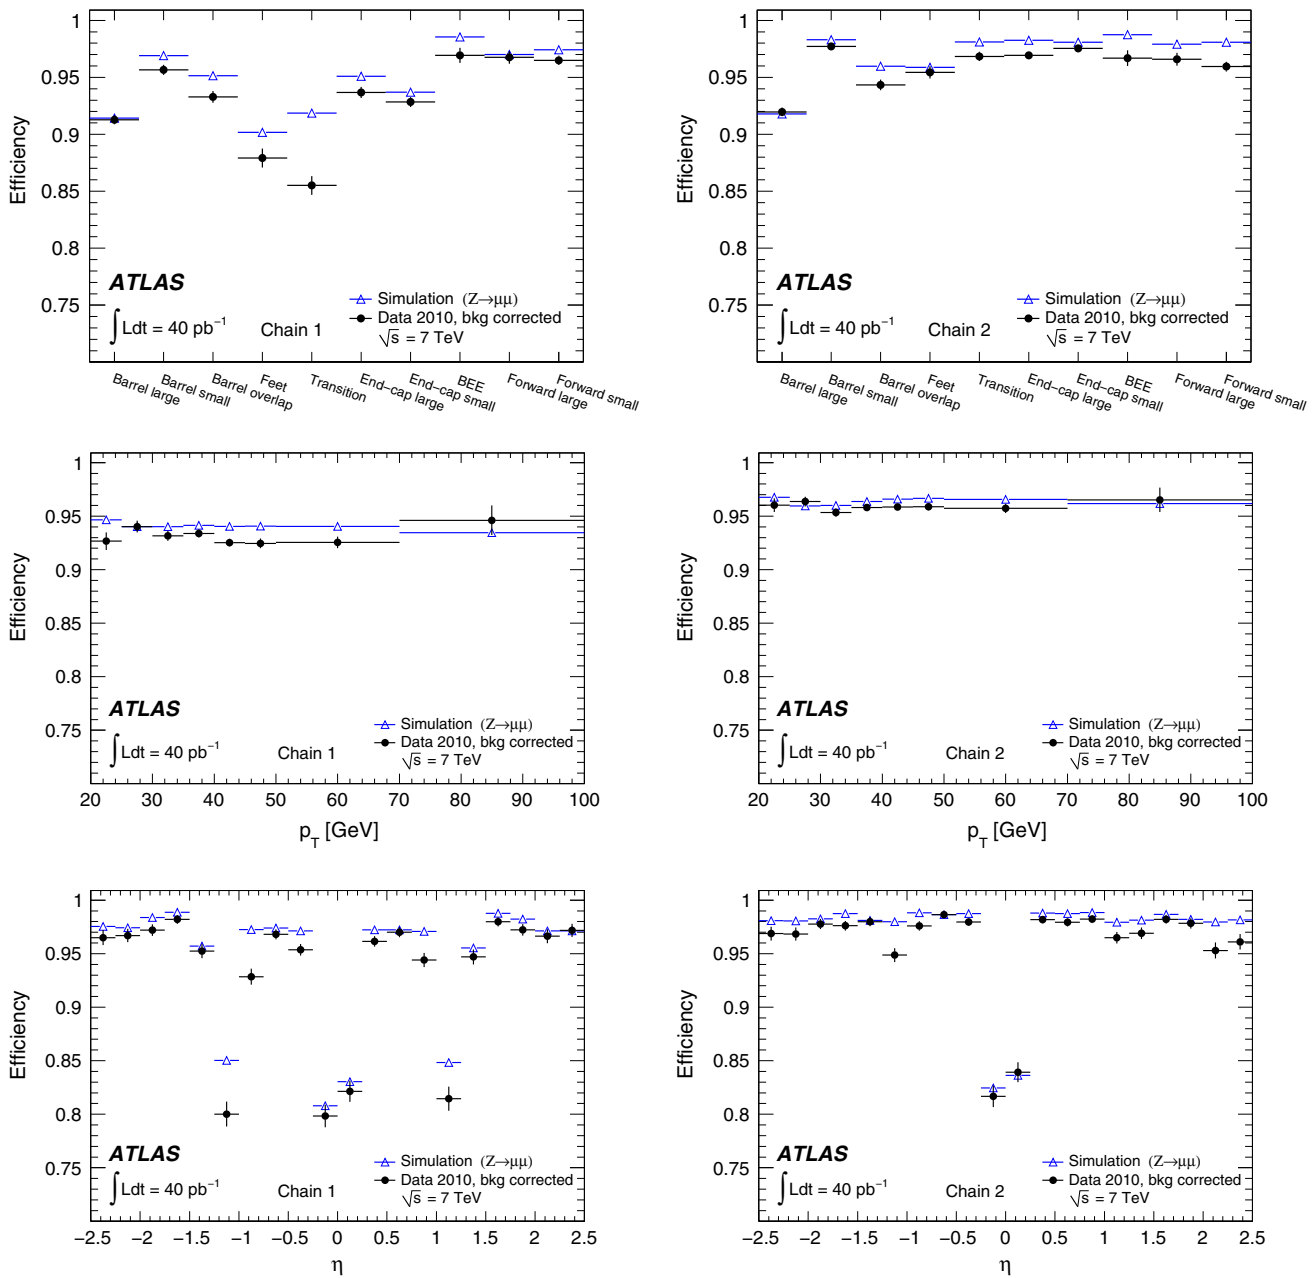 1
0.95
0.9
0.85
0.8
0.75
Efficiency
ATLAS
∫Ldt = 40 pb⁻¹
Chain 1
Simulation (Z→μμ)
Data 2010, bkg corrected
√s = 7 TeV
Barrel large
Barrel small
Barrel overlap
Feet
Transition
End–cap large
End–cap small
BEE
Forward large
Forward small
1
0.95
0.9
0.85
0.8
0.75
Efficiency
ATLAS
∫Ldt = 40 pb⁻¹
Chain 2
Simulation (Z→μμ)
Data 2010, bkg corrected
√s = 7 TeV
Barrel large
Barrel small
Barrel overlap
Feet
Transition
End–cap large
End–cap small
BEE
Forward large
Forward small
1
0.95
0.9
0.85
0.8
0.75
Efficiency
ATLAS
∫Ldt = 40 pb⁻¹
Chain 1
Simulation (Z→μμ)
Data 2010, bkg corrected
√s = 7 TeV
20 30 40 50 60 70 80 90 100
p_T [GeV]
1
0.95
0.9
0.85
0.8
0.75
Efficiency
ATLAS
∫Ldt = 40 pb⁻¹
Chain 2
Simulation (Z→μμ)
Data 2010, bkg corrected
√s = 7 TeV
20 30 40 50 60 70 80 90 100
p_T [GeV]
1
0.95
0.9
0.85
0.8
0.75
Efficiency
ATLAS
∫Ldt = 40 pb⁻¹
Chain 1
Simulation (Z→μμ)
Data 2010, bkg corrected
√s = 7 TeV
−2.5 −2 −1.5 −1 −0.5 0 0.5 1 1.5 2 2.5
η
1
0.95
0.9
0.85
0.8
0.75
Efficiency
ATLAS
∫Ldt = 40 pb⁻¹
Chain 2
Simulation (Z→μμ)
Data 2010, bkg corrected
√s = 7 TeV
−2.5 −2 −1.5 −1 −0.5 0 0.5 1 1.5 2 2.5
η